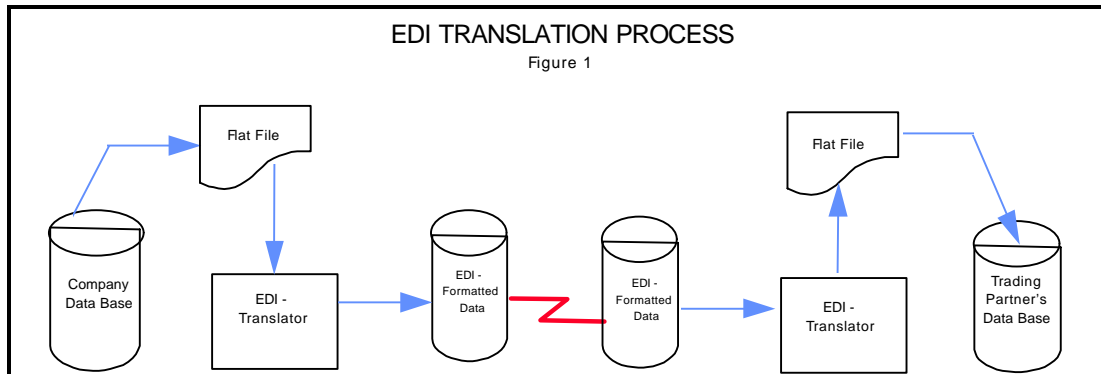 EDI TRANSLATION PROCESS
Figure 1
Flat File
Company
Data Base
EDI -
Translator
EDI -
Formatted
Data
EDI -
Formatted
Data
EDI -
Translator
Flat File
Trading
Partner's
Data Base